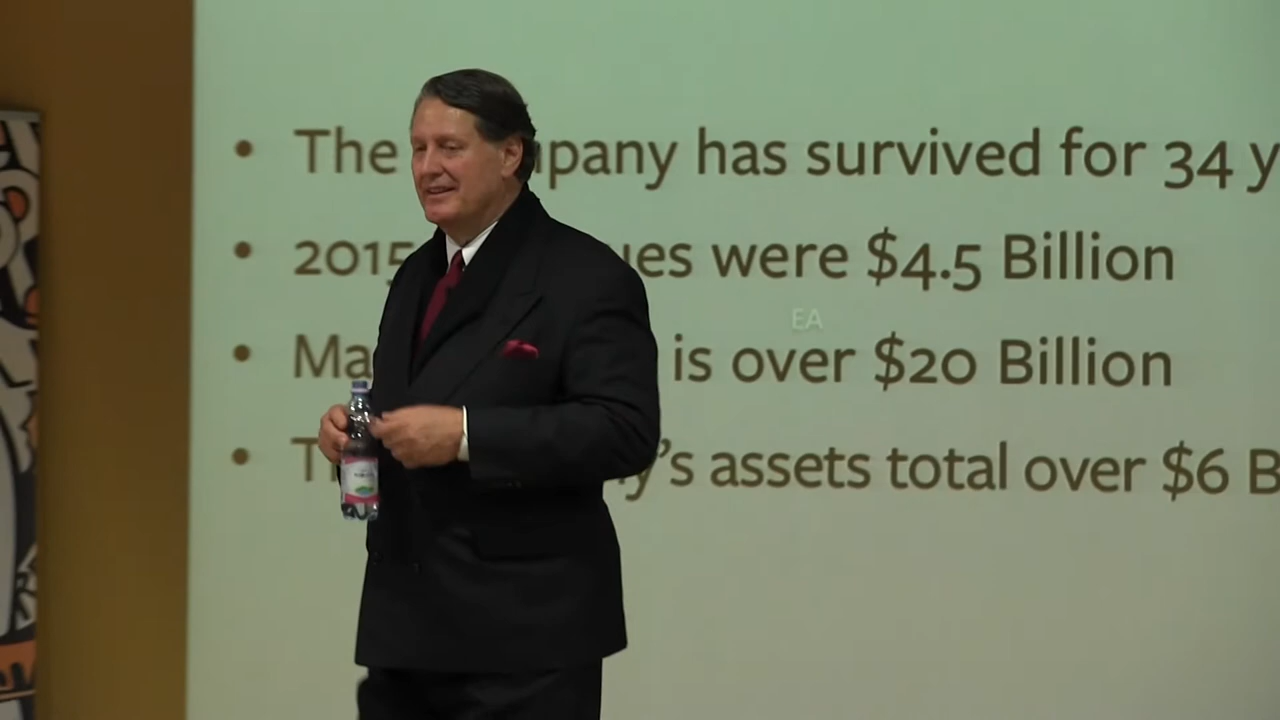 • The mpany has survived for 34 y
• 2015 ues were $4.5 Billion
EA
• Ma is over $20 Billion
• T y's assets total over $6 B